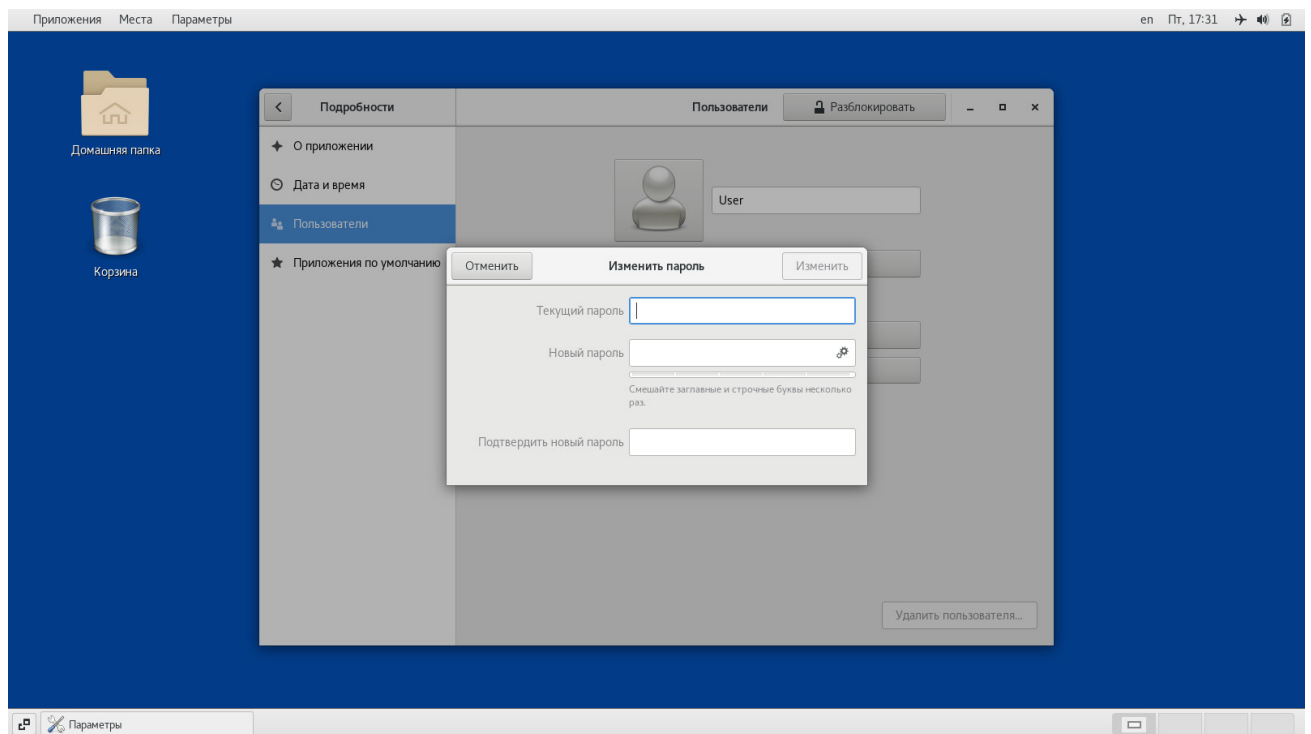 Приложения Места Параметры
en Пт, 17:31
Домашняя папка
Корзина
Подробности
Пользователи
Разблокировать
О приложении
Дата и время
Пользователи
Приложения по умолчанию
User
Отменить
Изменить пароль
Изменить
Текущий пароль
Новый пароль
Смешайте заглавные и строчные буквы несколько
раз.
Подтвердить новый пароль
Удалить пользователя...
Параметры